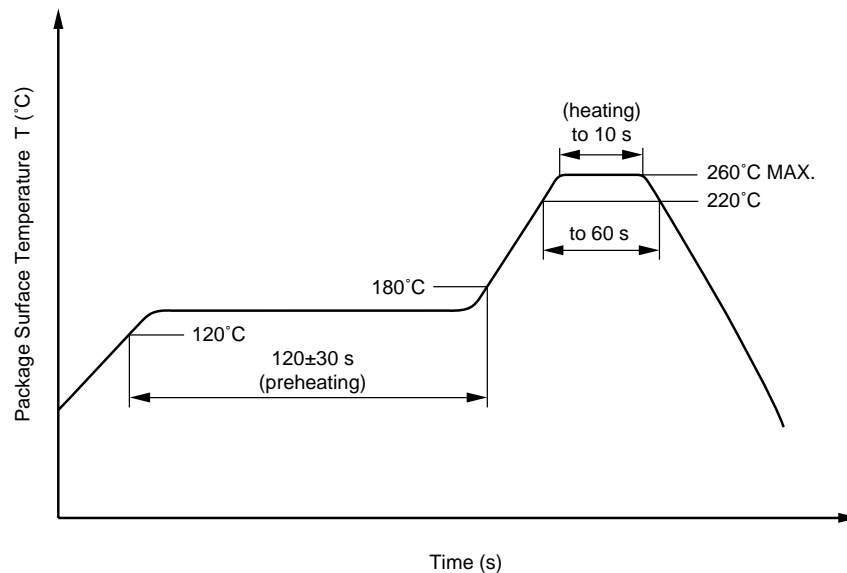 Package Surface Temperature T (˚C)
(heating)
to 10 s
260˚C MAX.
220˚C
to 60 s
180˚C
120˚C
120±30 s
(preheating)
Time (s)